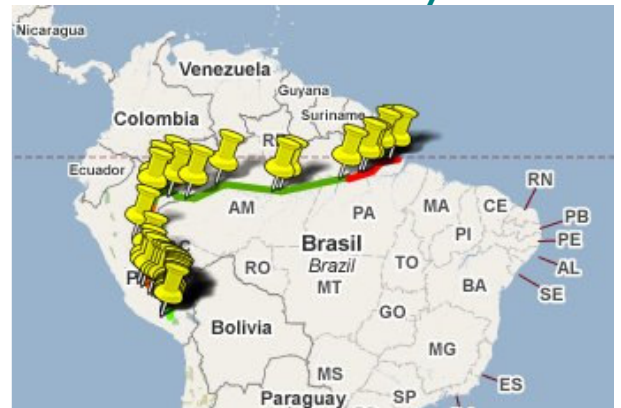 Nicaragua
Venezuela
Guyana
Suriname
Colombia
Ecuador
RN
AM
PA
MA
CE
PB
PI
PE
Brasil
Brazil
RO
TO
AL
MT
BA
SE
GO
Bolivia
MG
MS
ES
Paraguay
SP